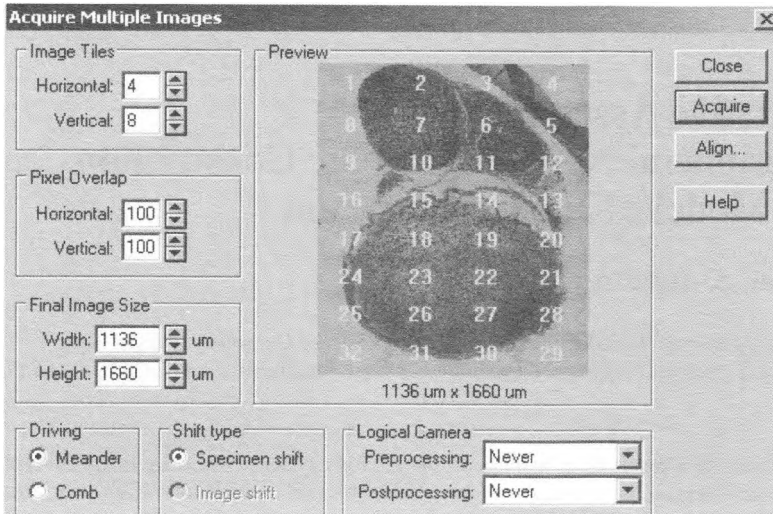 Acquire Multiple Images
Image Tiles
Horizontal: 4
Vertical: 8
Pixel Overlap
Horizontal: 100
Vertical: 100
Final Image Size
Width: 1136 um
Height: 1660 um
Preview
1 2 3 4
8 7 6 5
9 10 11 12
16 15 14 13
17 18 19 20
24 23 22 21
25 26 27 28
32 31 30 29
1136 um x 1660 um
Close
Acquire
Align...
Help
Driving
Meander
Comb
Shift type
Specimen shift
Image shift
Logical Camera
Preprocessing: Never
Postprocessing: Never